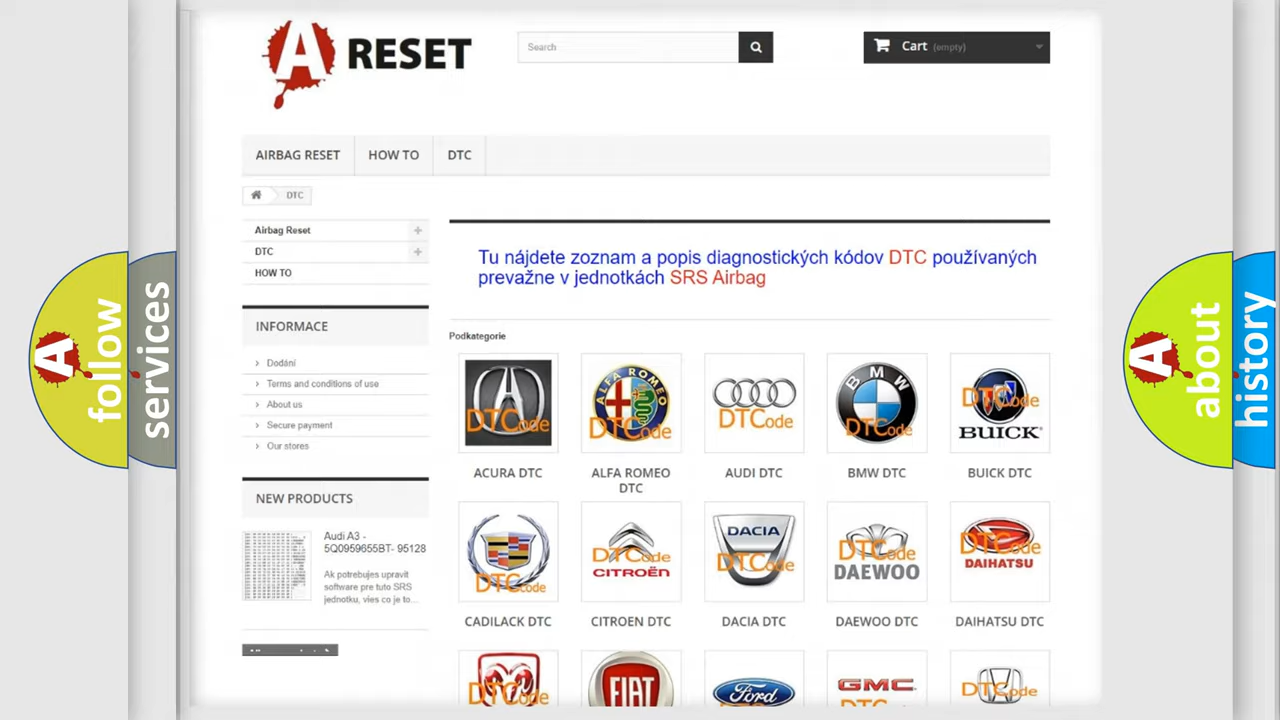 A RESET
Search
Cart (empty)
AIRBAG RESET
HOW TO
DTC
DTC
Airbag Reset
DTC
HOW TO
INFORMACE
Dodání
Terms and conditions of use
About us
Secure payment
Our stores
NEW PRODUCTS
Audi A3 -
5Q0959655BT- 95128
Ak potrebujes upravit
software pre tuto SRS
jednotku, vies co je to...
Tu nájdete zoznam a popis diagnostických kódov DTC používaných
prevažne v jednotkách SRS Airbag
Podkategorie
DTCode
ALFA ROMEO
DTCode
DTCode
BMW
DTCode
DTCode
BUICK
ACURA DTC
ALFA ROMEO
DTC
AUDI DTC
BMW DTC
BUICK DTC
DTCode
DTCode
CITROËN
DACIA
DTCode
DTCode
DAEWOO
DTCode
DAIHATSU
CADILACK DTC
CITROEN DTC
DACIA DTC
DAEWOO DTC
DAIHATSU DTC
DTCode
FIAT
Ford
GMC
DTCode
A follow
services
A about
history